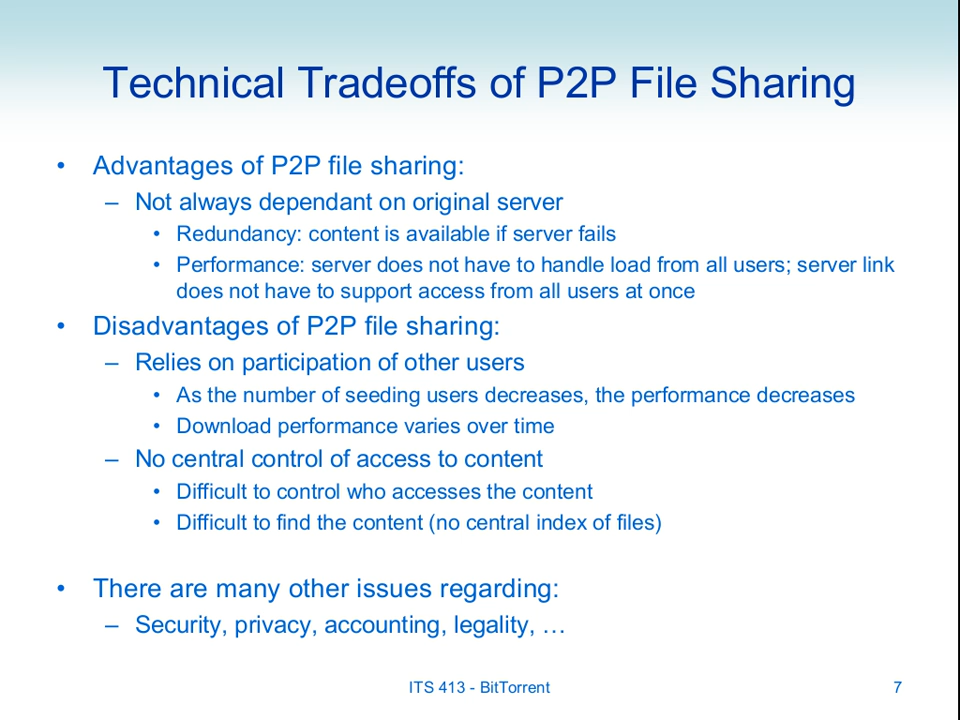 Technical Tradeoffs of P2P File Sharing
• Advantages of P2P file sharing:
– Not always dependant on original server
• Redundancy: content is available if server fails
• Performance: server does not have to handle load from all users; server link
does not have to support access from all users at once
• Disadvantages of P2P file sharing:
– Relies on participation of other users
• As the number of seeding users decreases, the performance decreases
• Download performance varies over time
– No central control of access to content
• Difficult to control who accesses the content
• Difficult to find the content (no central index of files)
• There are many other issues regarding:
– Security, privacy, accounting, legality, …
ITS 413 - BitTorrent
7